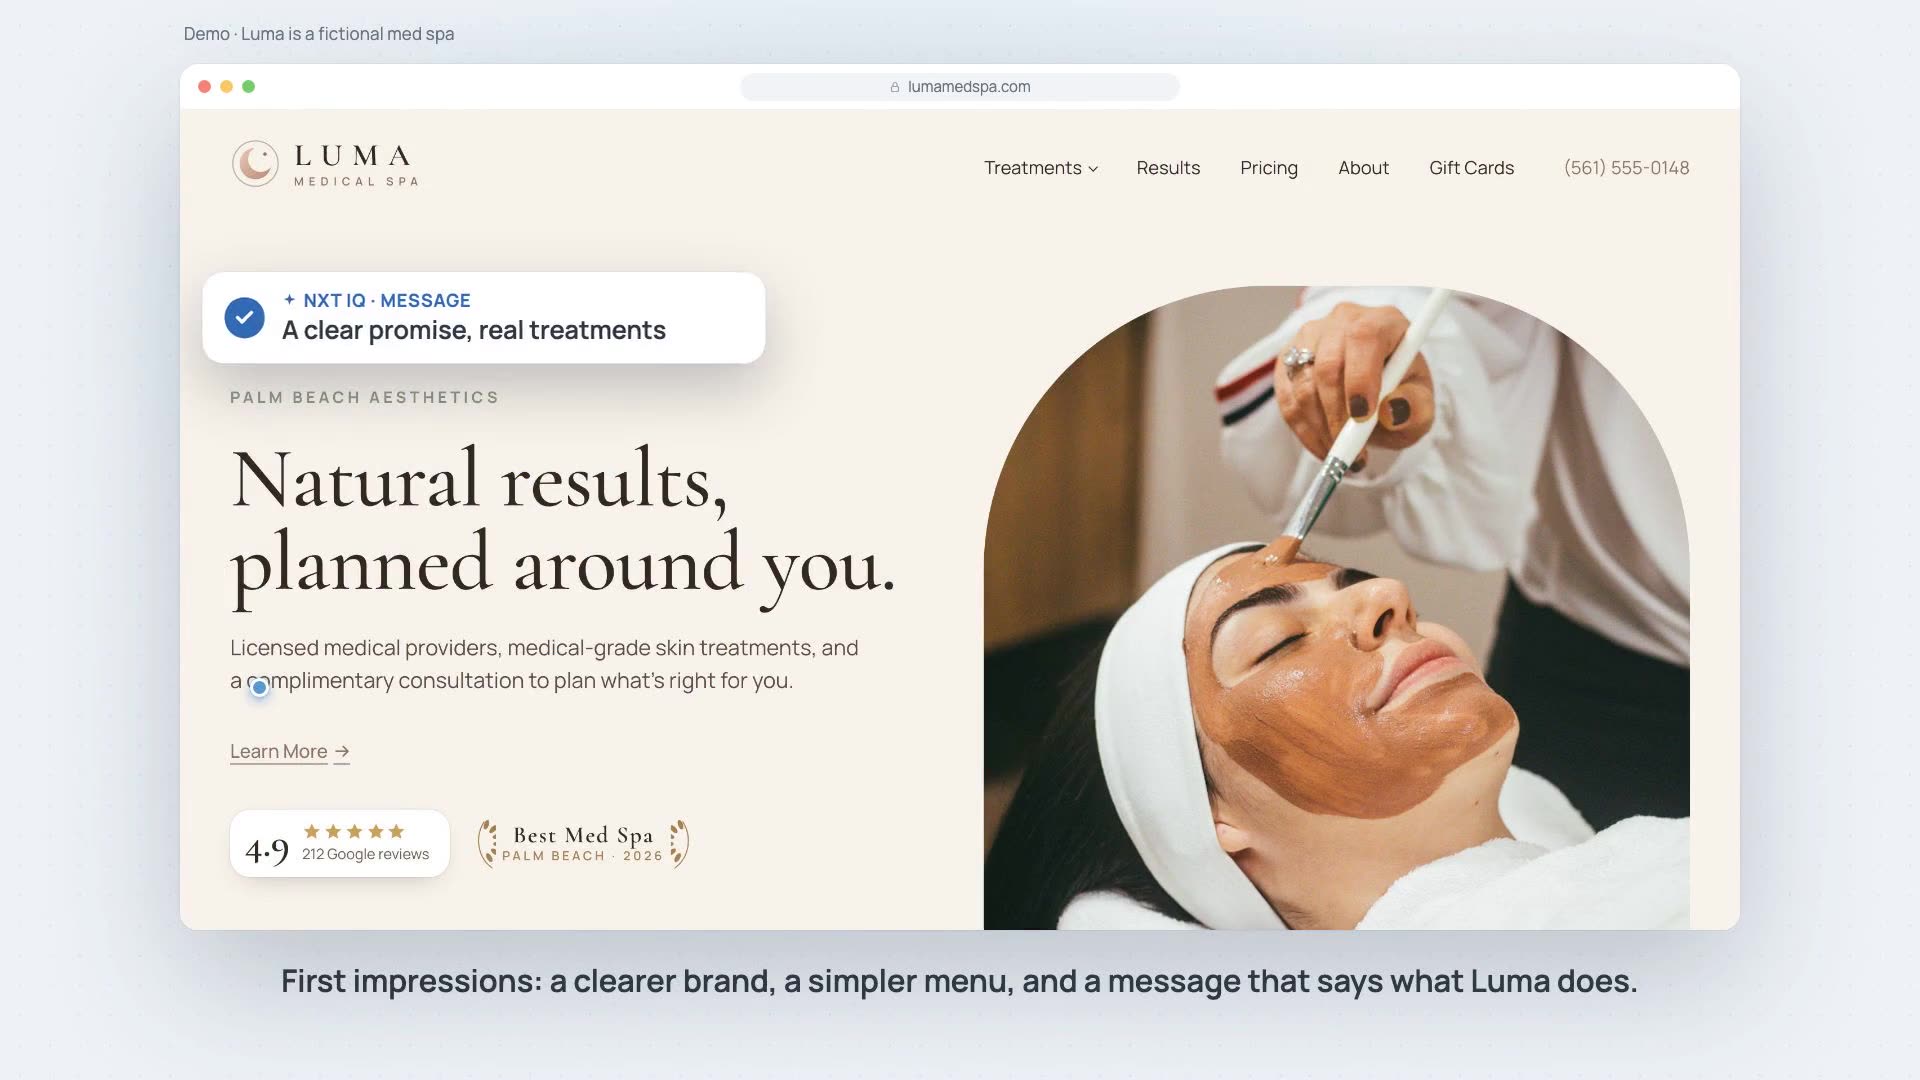 Demo · Luma is a fictional med spa
lumamedspa.com
LUMA
MEDICAL SPA
Treatments
Results
Pricing
About
Gift Cards
(561) 555-0148
NXT IQ · MESSAGE
A clear promise, real treatments
PALM BEACH AESTHETICS
Natural results,
planned around you.
Licensed medical providers, medical-grade skin treatments, and
a complimentary consultation to plan what's right for you.
Learn More →
4.9
★★★★★
212 Google reviews
Best Med Spa
PALM BEACH · 2026
First impressions: a clearer brand, a simpler menu, and a message that says what Luma does.